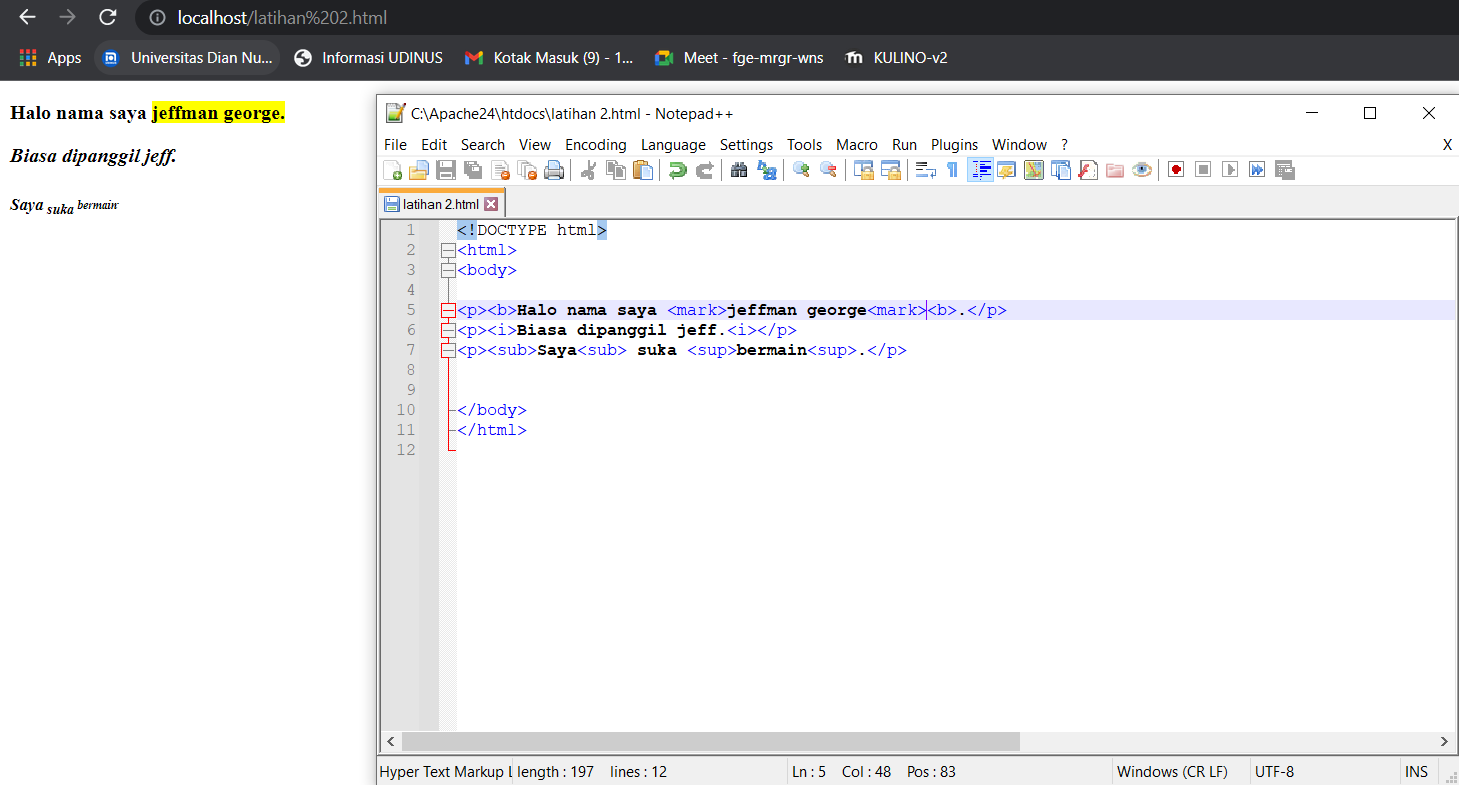 localhost/latihan%202.html
Apps Universitas Dian Nu... Informasi UDINUS Kotak Masuk (9) - 1... Meet - fge-mrgr-wns KULINO-v2
Halo nama saya jeffman george.
Biasa dipanggil jeff.
Saya suka bermain.
C:\Apache24\htdocs\latihan 2.html - Notepad++
File Edit Search View Encoding Language Settings Tools Macro Run Plugins Window ? X
latihan 2.html
1 <!DOCTYPE html>
2 <html>
3 <body>
4
5 <p><b>Halo nama saya <mark>jeffman george<mark><b>.</p>
6 <p><i>Biasa dipanggil jeff.<i></p>
7 <p><sub>Saya<sub> suka <sup>bermain<sup>.</p>
8
9
10 </body>
11 </html>
12
Hyper Text Markup L length : 197 lines : 12 Ln : 5 Col : 48 Pos : 83 Windows (CR LF) UTF-8 INS